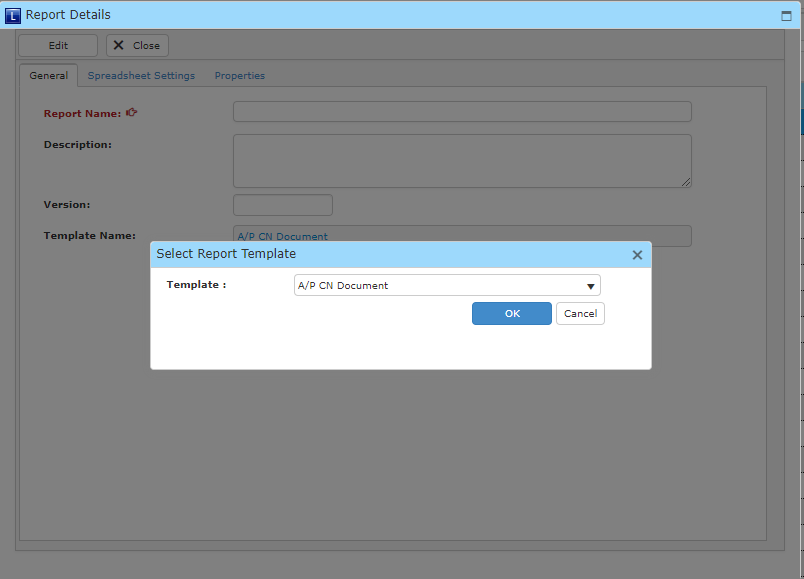 L Report Details
Edit Close
General Spreadsheet Settings Properties
Report Name:
Description:
Version:
Template Name: A/P CN Document
Select Report Template
Template : A/P CN Document
OK Cancel